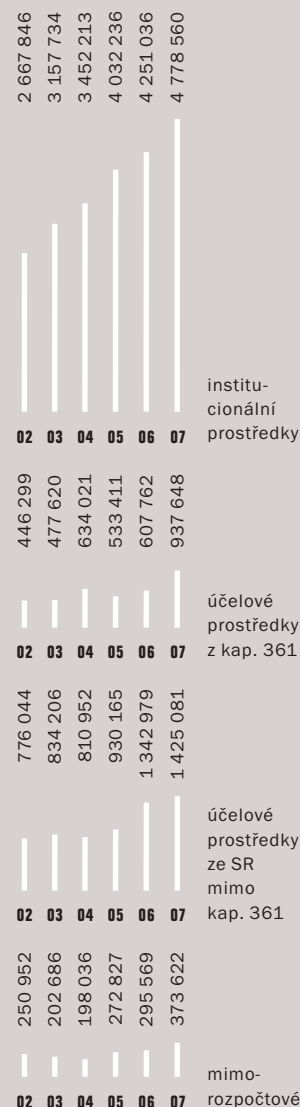 2 667 846
3 157 734
3 452 213
4 032 236
4 251 036
4 778 560
institu-
cionální
02 03 04 05 06 07 prostředky
446 299
477 620
634 021
533 411
607 762
937 648
účelové
prostředky
02 03 04 05 06 07 z kap. 361
776 044
834 206
810 952
930 165
1 342 979
1 425 081
účelové
prostředky
ze SR
mimo
02 03 04 05 06 07 kap. 361
250 952
202 686
198 036
272 827
295 569
373 622
mimo-
02 03 04 05 06 07 rozpočtové